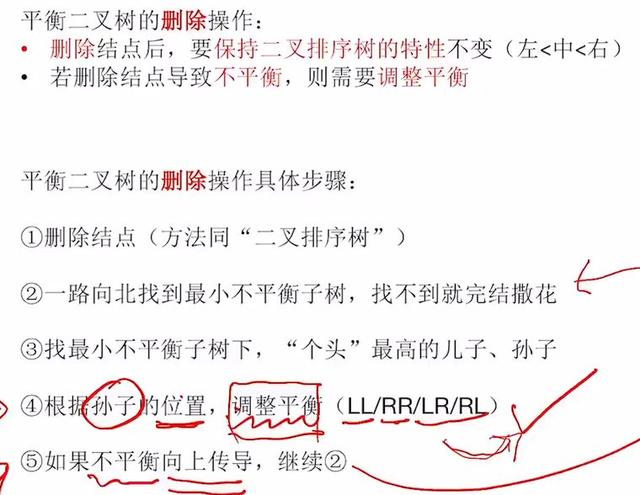 平衡二叉树的删除操作：
• 删除结点后，要保持二叉排序树的特性不变（左<中<右）
• 若删除结点导致不平衡，则需要调整平衡
平衡二叉树的删除操作具体步骤：
①删除结点（方法同“二叉排序树”）
②一路向北找到最小不平衡子树，找不到就完结撒花
③找最小不平衡子树下，“个头”最高的儿子、孙子
④根据孙子的位置，调整平衡（LL/RR/LR/RL）
⑤如果不平衡向上传导，继续②